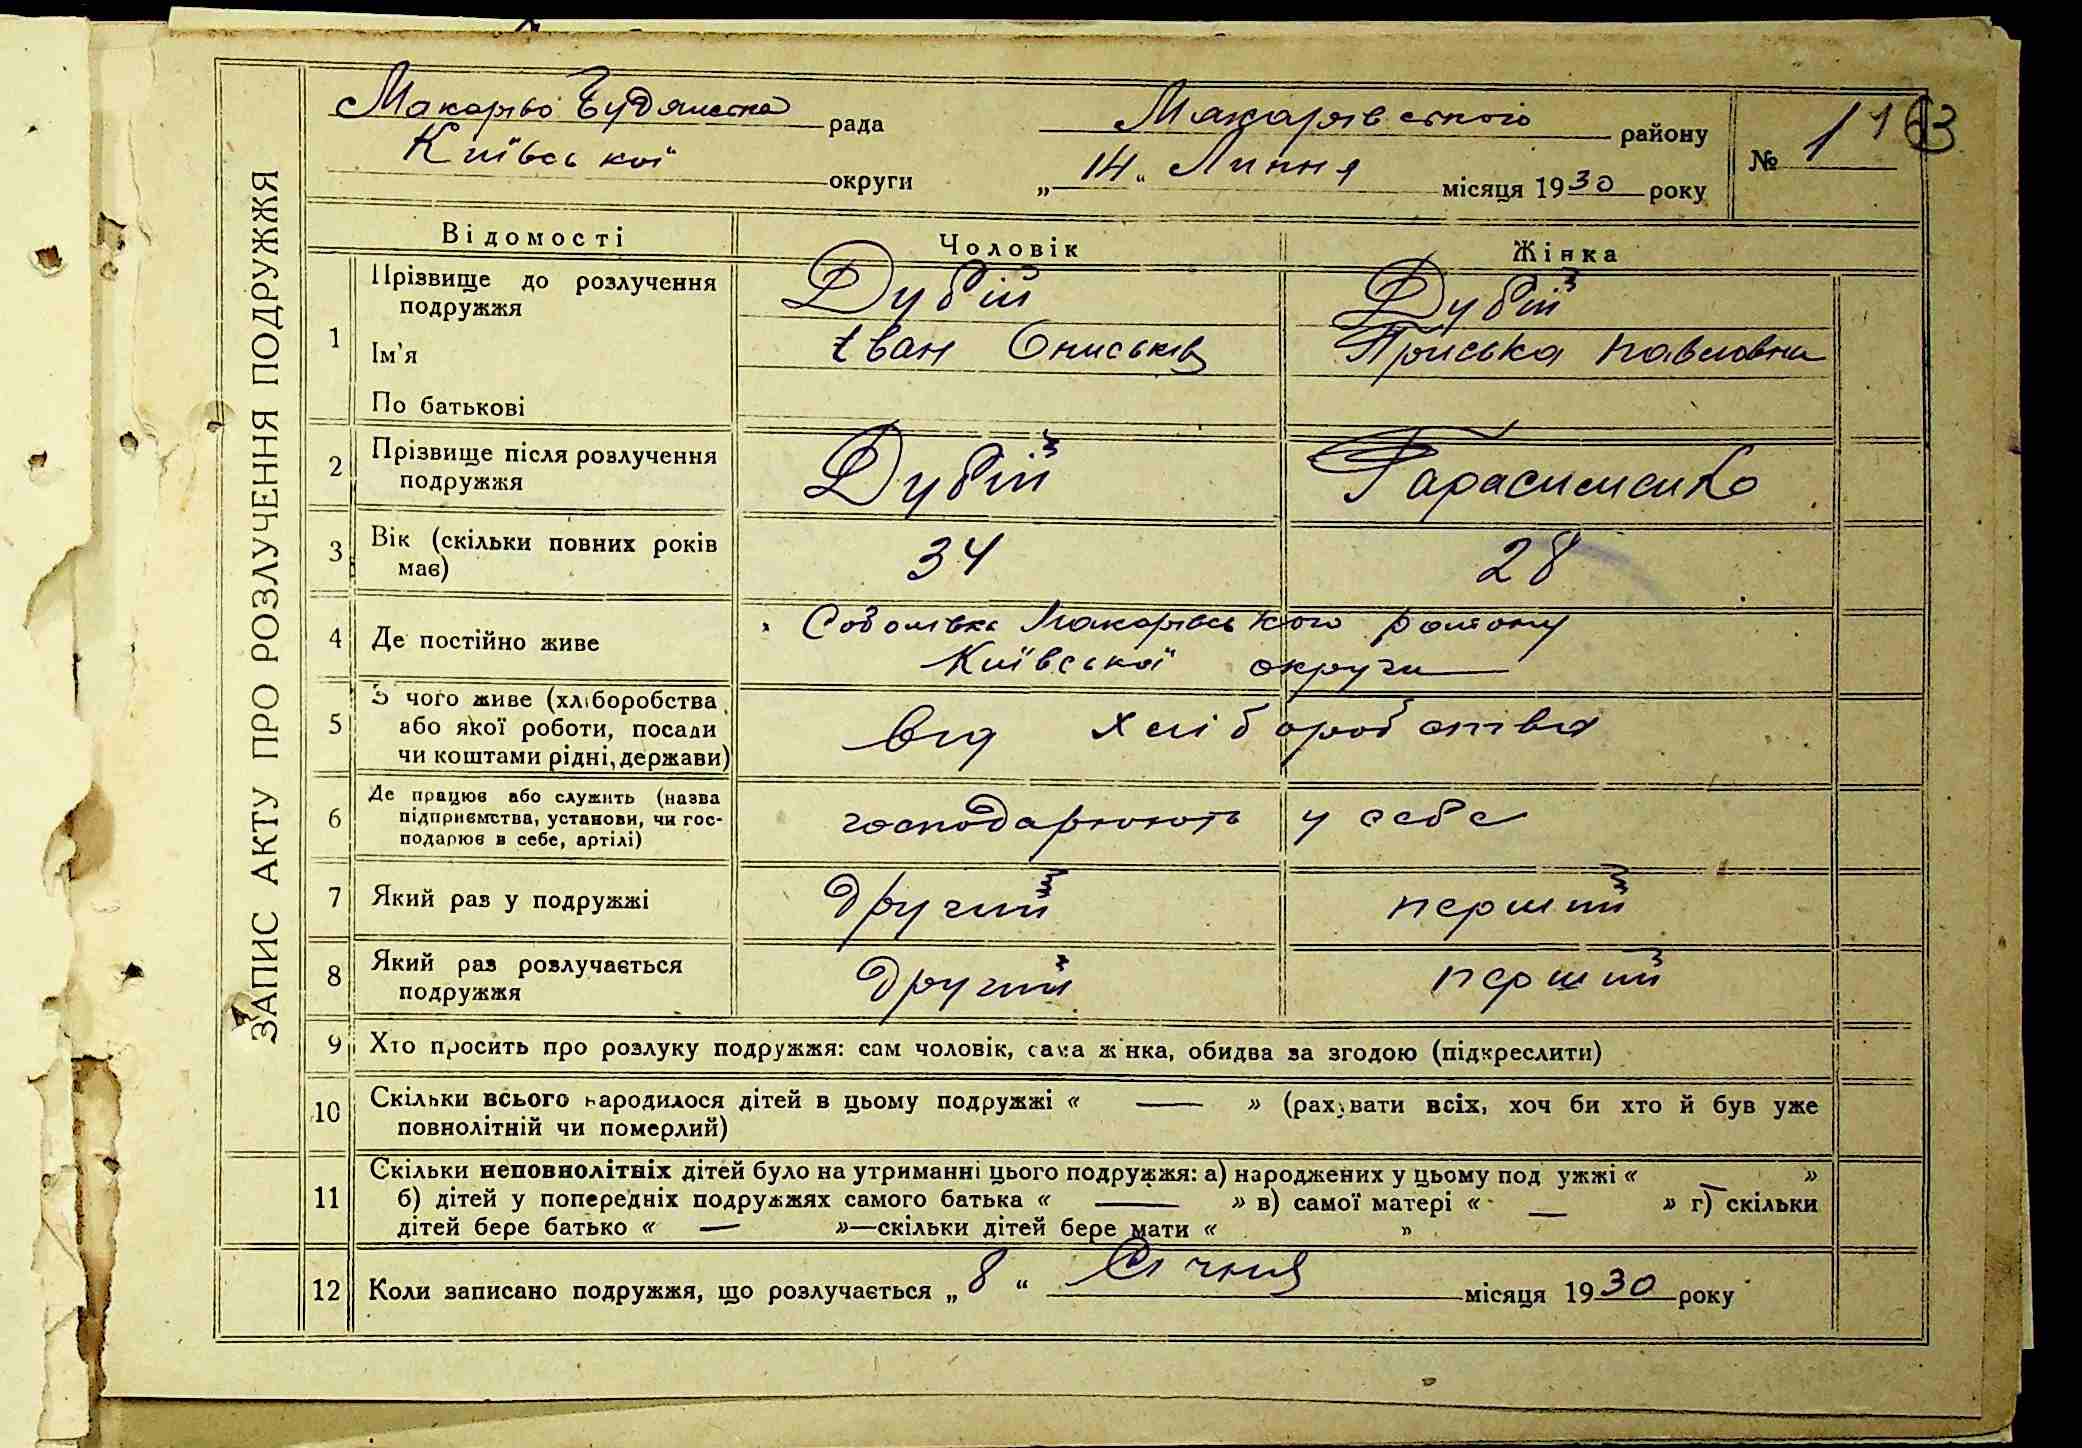 ЗАПИС АКТУ ПРО РОЗЛУЧЕННЯ ПОДРУЖЖЯ
Макарово Будянська рада Макарівського району
№ 1 163
Київської округи „14“ Липня місяця 1930 року
Відомості Чоловік Жінка
1 Прізвище до розлучення подружжя Дубій Дубій
Ім'я Іван Ониськів Пріська Павловна
По батькові
2 Прізвище після розлучення подружжя Дубій Гарасименко
3 Вік (скільки повних років має) 34 28
4 Де постійно живе Соболівка Макарівського району
Київської округи
5 З чого живе (хліборобства або якої роботи, посади чи коштами рідні, держави) від хліборобства
6 Де працює або служить (назва підприємства, установи, чи господарює в себе, артілі) господарюють у себе
7 Який раз у подружжі другий перший
8 Який раз розлучається подружжя другий перший
9 Хто просить про розлуку подружжя: сам чоловік, сама жінка, обидва за згодою (підкреслити)
10 Скільки всього народилося дітей в цьому подружжі « — » (рахувати всіх, хоч би хто й був уже
повнолітній чи померлий)
11 Скільки неповнолітніх дітей було на утриманні цього подружжя: а) народжених у цьому подружжі « — »
б) дітей у попередніх подружжях самого батька « — » в) самої матері « — » г) скільки
дітей бере батько « — »—скільки дітей бере мати « »
12 Коли записано подружжя, що розлучається „8“ Січня місяця 1930 року